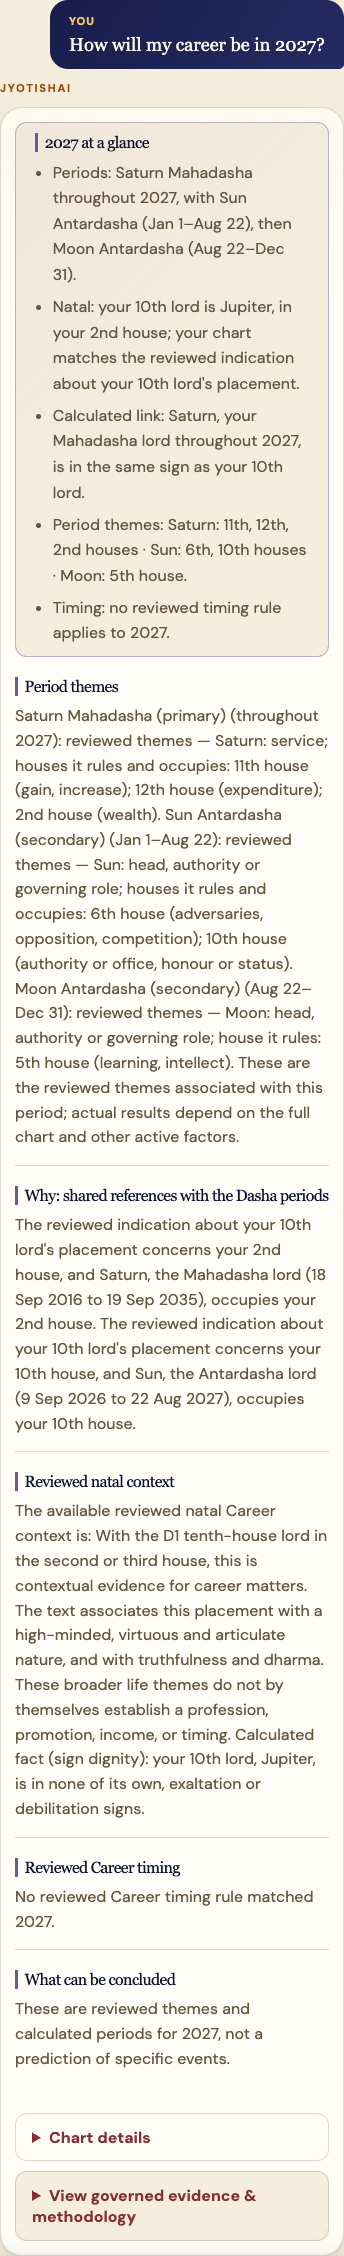 YOU
How will my career be in 2027?
JYOTISHAI
2027 at a glance
• Periods: Saturn Mahadasha
throughout 2027, with Sun
Antardasha (Jan 1–Aug 22), then
Moon Antardasha (Aug 22–Dec
31).
• Natal: your 10th lord is Jupiter, in
your 2nd house; your chart
matches the reviewed indication
about your 10th lord's placement.
• Calculated link: Saturn, your
Mahadasha lord throughout 2027,
is in the same sign as your 10th
lord.
• Period themes: Saturn: 11th, 12th,
2nd houses · Sun: 6th, 10th houses
· Moon: 5th house.
• Timing: no reviewed timing rule
applies to 2027.
Period themes
Saturn Mahadasha (primary) (throughout
2027): reviewed themes — Saturn: service;
houses it rules and occupies: 11th house
(gain, increase); 12th house (expenditure);
2nd house (wealth). Sun Antardasha
(secondary) (Jan 1–Aug 22): reviewed
themes — Sun: head, authority or
governing role; houses it rules and
occupies: 6th house (adversaries,
opposition, competition); 10th house
(authority or office, honour or status).
Moon Antardasha (secondary) (Aug 22–
Dec 31): reviewed themes — Moon: head,
authority or governing role; house it rules:
5th house (learning, intellect). These are
the reviewed themes associated with this
period; actual results depend on the full
chart and other active factors.
Why: shared references with the Dasha periods
The reviewed indication about your 10th
lord's placement concerns your 2nd
house, and Saturn, the Mahadasha lord (18
Sep 2016 to 19 Sep 2035), occupies your
2nd house. The reviewed indication about
your 10th lord's placement concerns your
10th house, and Sun, the Antardasha lord
(9 Sep 2026 to 22 Aug 2027), occupies
your 10th house.
Reviewed natal context
The available reviewed natal Career
context is: With the D1 tenth-house lord in
the second or third house, this is
contextual evidence for career matters.
The text associates this placement with a
high-minded, virtuous and articulate
nature, and with truthfulness and dharma.
These broader life themes do not by
themselves establish a profession,
promotion, income, or timing. Calculated
fact (sign dignity): your 10th lord, Jupiter,
is in none of its own, exaltation or
debilitation signs.
Reviewed Career timing
No reviewed Career timing rule matched
2027.
What can be concluded
These are reviewed themes and
calculated periods for 2027, not a
prediction of specific events.
▶ Chart details
▶ View governed evidence &
methodology